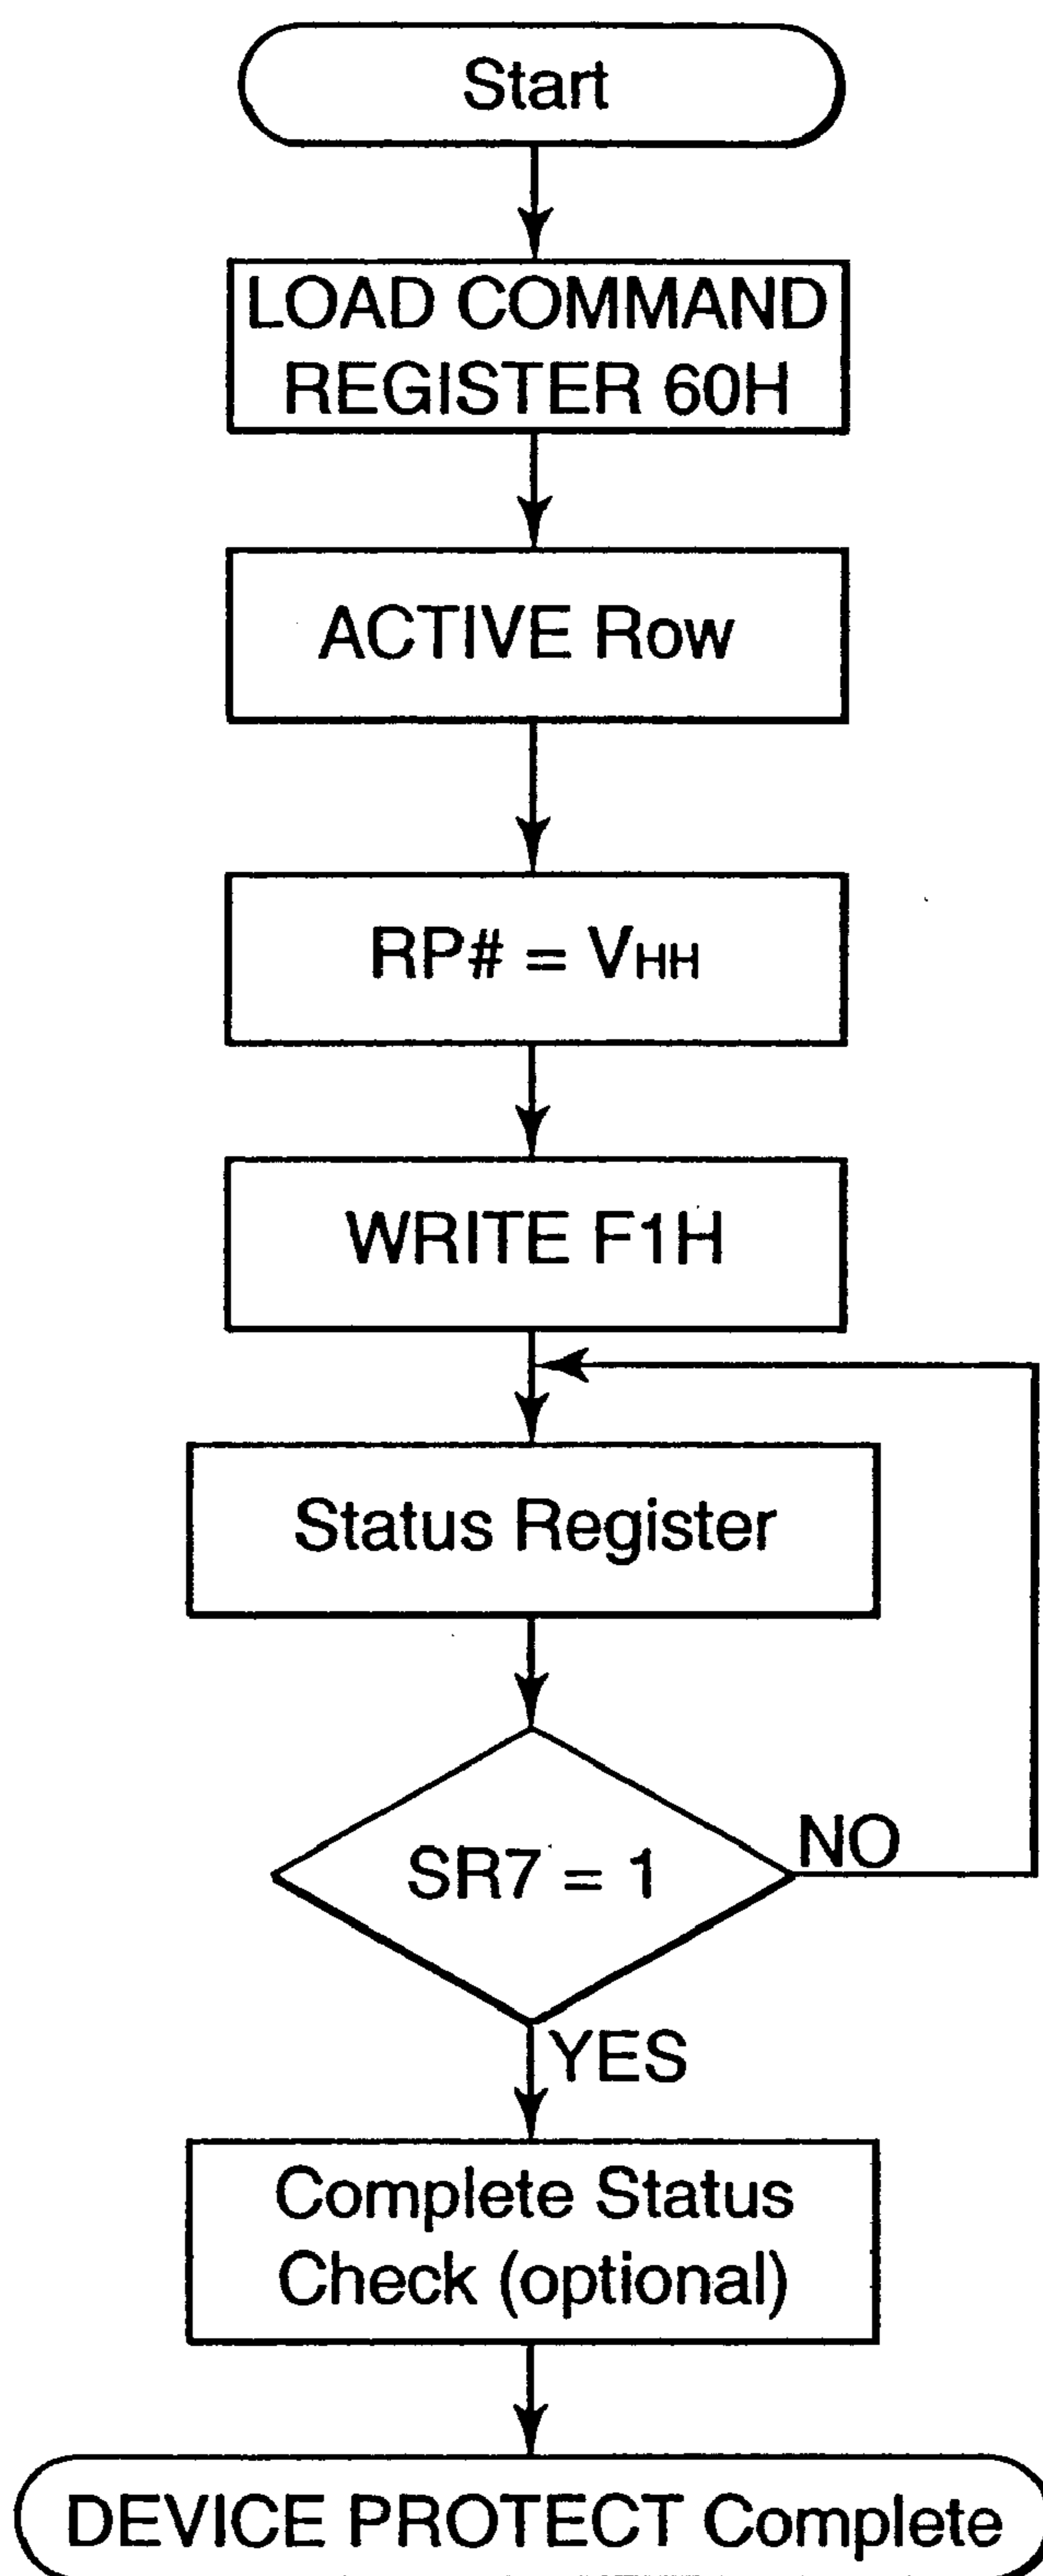 Start
LOAD COMMAND
REGISTER 60H
ACTIVE Row
RP# = VHH
WRITE F1H
Status Register
SR7 = 1
NO
YES
Complete Status
Check (optional)
DEVICE PROTECT Complete